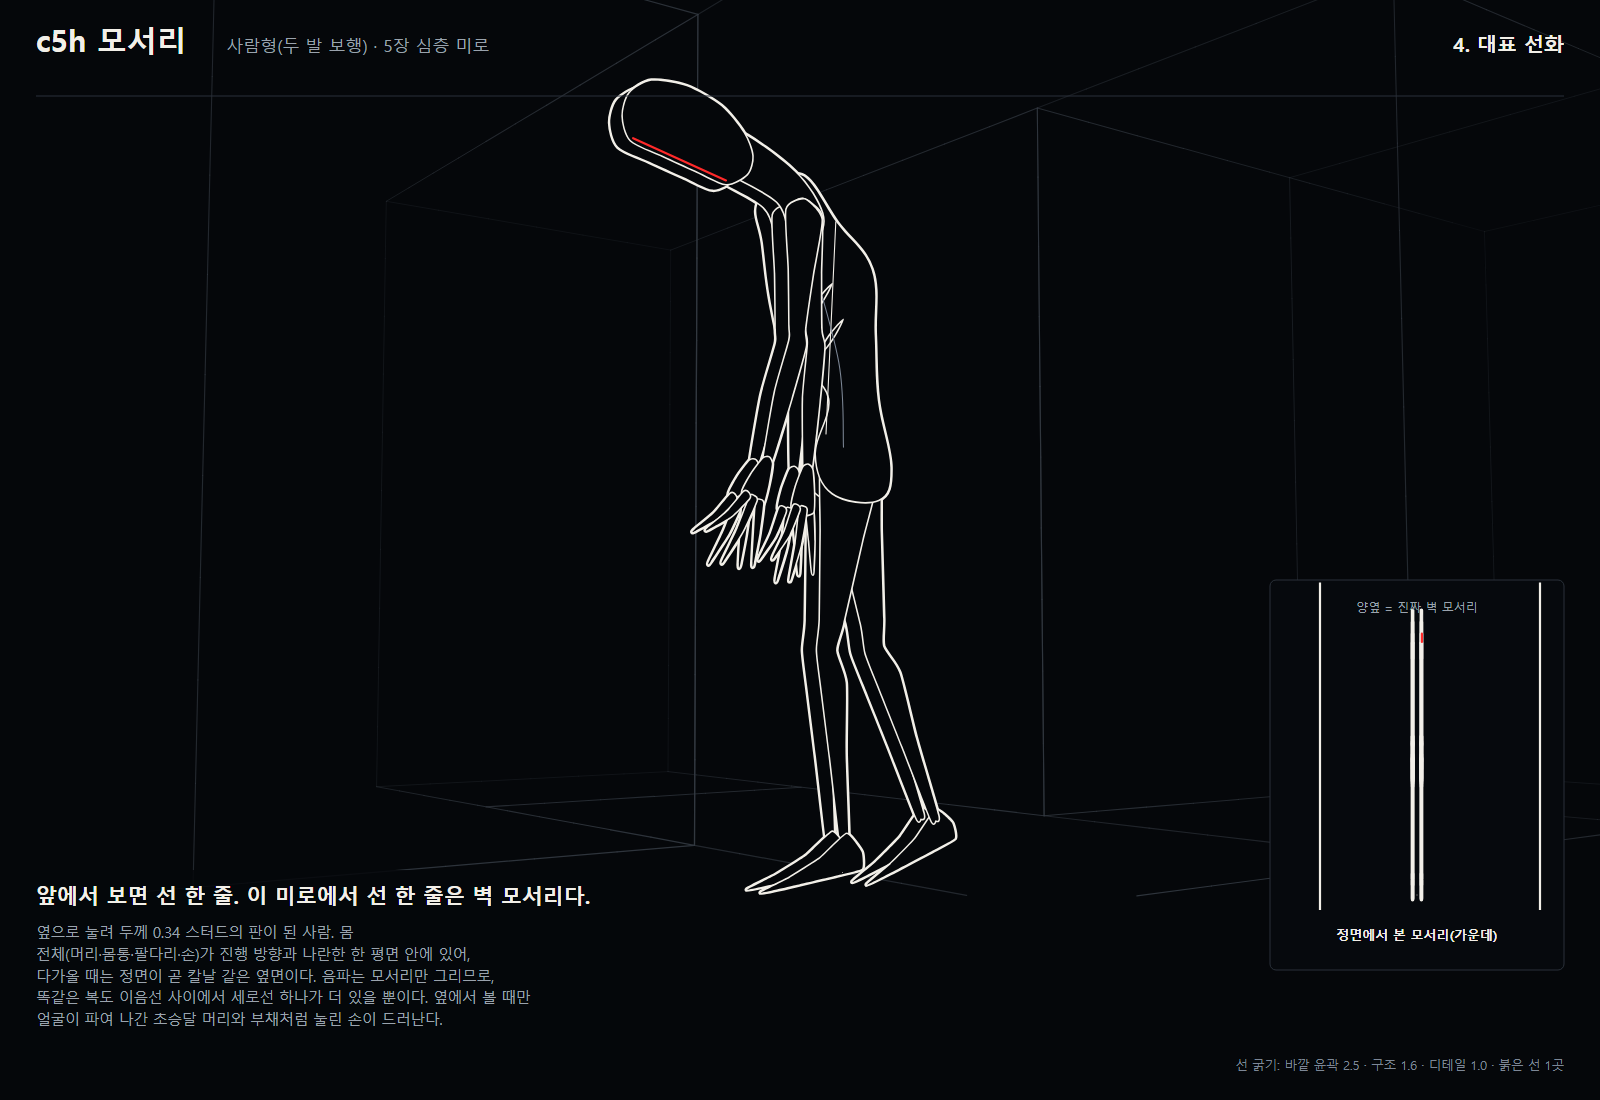 c5h 모서리
사람형(두 발 보행) · 5장 심층 미로
4. 대표 선화
양옆 = 진짜 벽 모서리
정면에서 본 모서리(가운데)
앞에서 보면 선 한 줄. 이 미로에서 선 한 줄은 벽 모서리다.
옆으로 눌려 두께 0.34 스터드의 판이 된 사람. 몸
전체(머리·몸통·팔다리·손)가 진행 방향과 나란한 한 평면 안에 있어,
다가올 때는 정면이 곧 칼날 같은 옆면이다. 음파는 모서리만 그리므로,
똑같은 복도 이음선 사이에서 세로선 하나가 더 있을 뿐이다. 옆에서 볼 때만
얼굴이 파여 나간 초승달 머리와 부채처럼 눌린 손이 드러난다.
선 굵기: 바깥 윤곽 2.5 · 구조 1.6 · 디테일 1.0 · 붉은 선 1곳